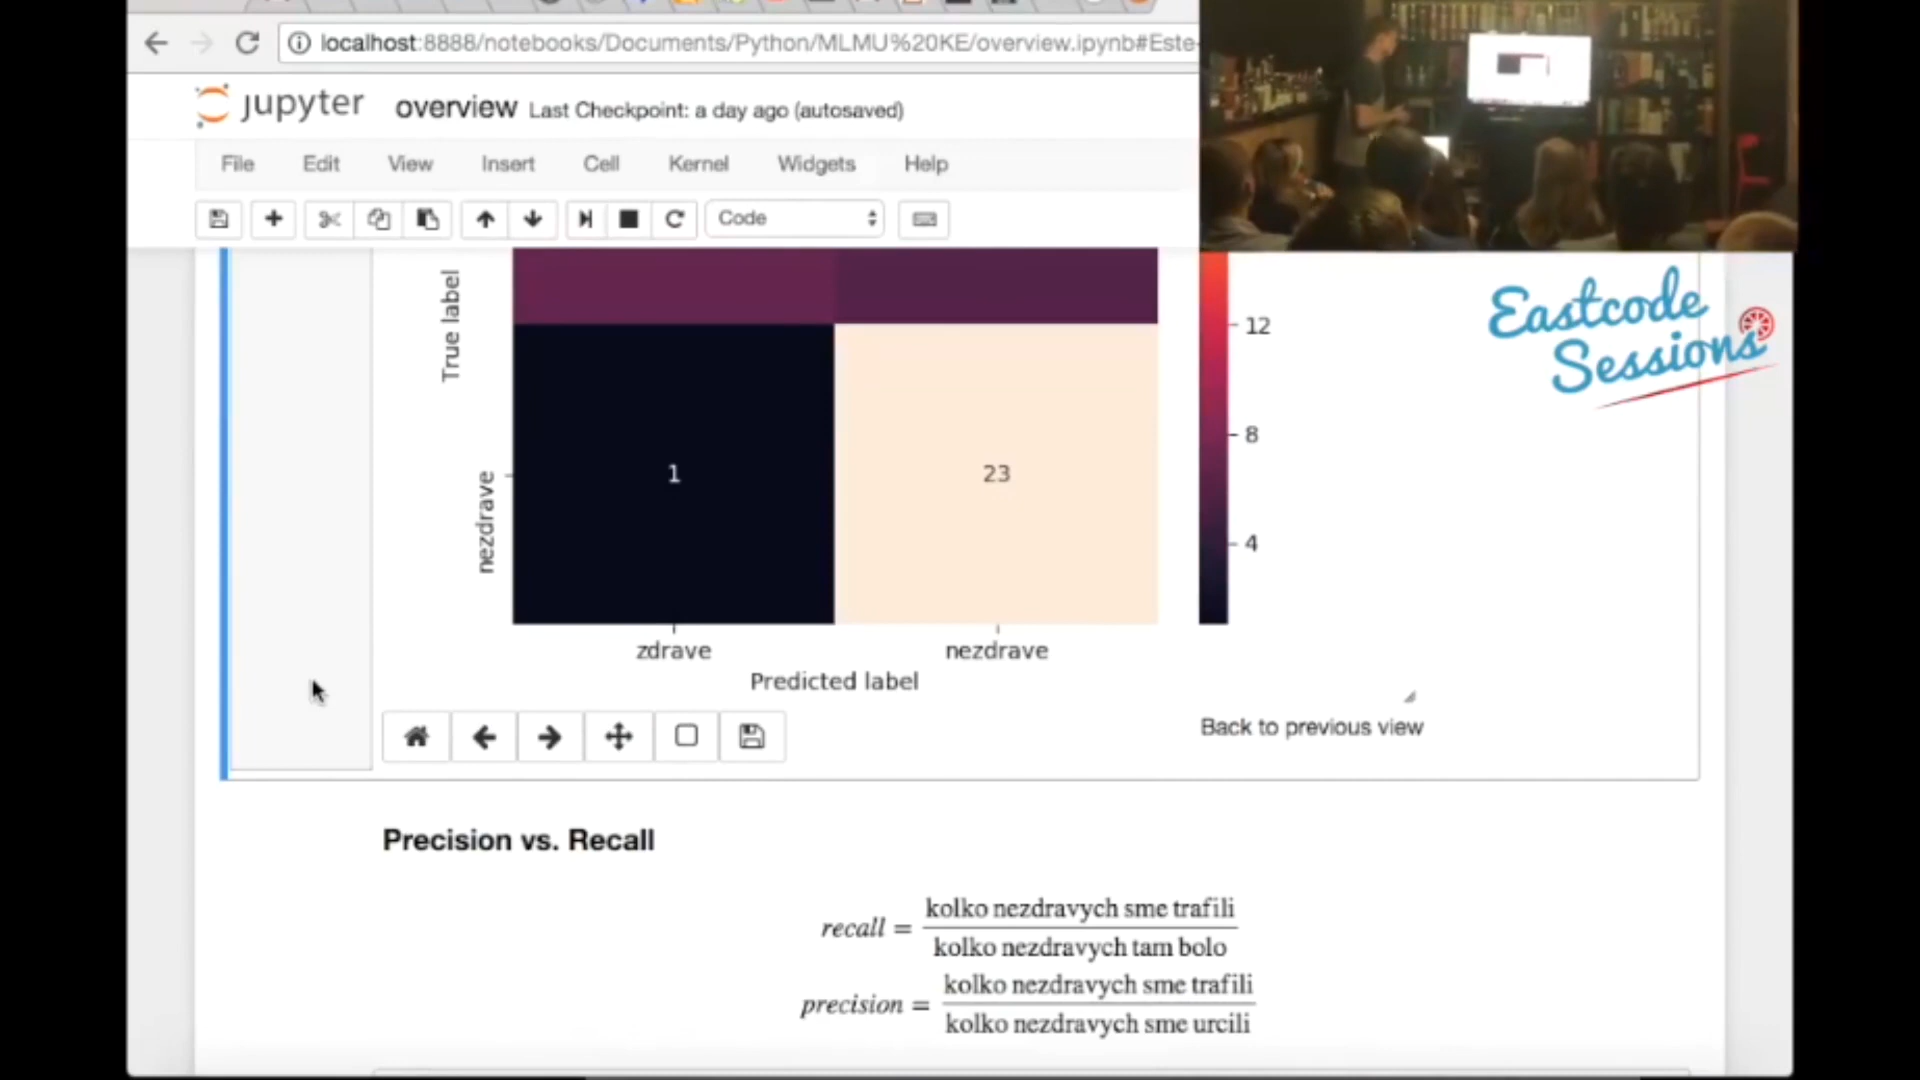 localhost:8888/notebooks/Documents/Python/MLMU%20KE/overview.ipynb#Este-
jupyter overview Last Checkpoint: a day ago (autosaved)
File Edit View Insert Cell Kernel Widgets Help
Code
Eastcode
Sessions
True label
12
8
4
nezdrave
1 23
zdrave nezdrave
Predicted label
Back to previous view
Precision vs. Recall
recall = kolko nezdravych sme trafili
kolko nezdravych tam bolo
precision = kolko nezdravych sme trafili
kolko nezdravych sme urcili